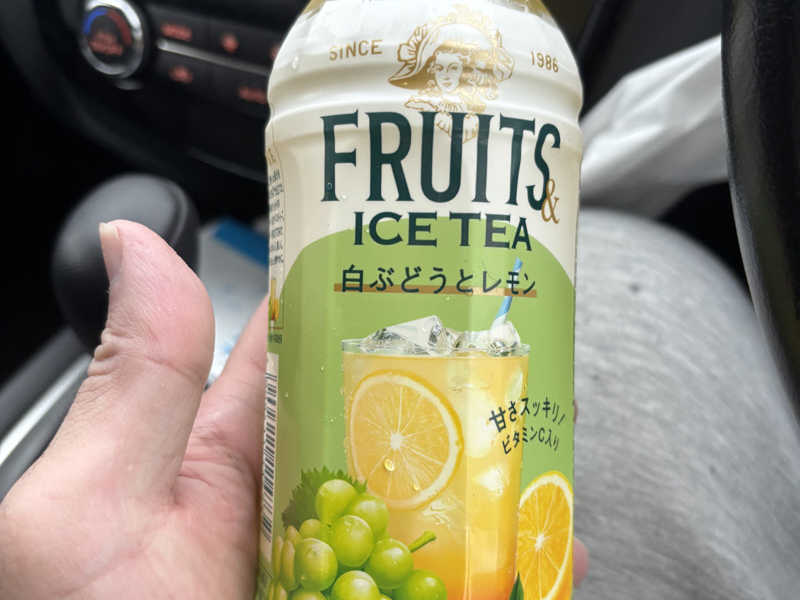 SINCE 1986
FRUITS
&
ICE TEA
白ぶどうとレモン
甘さスッキリ!
ビタミンC入り